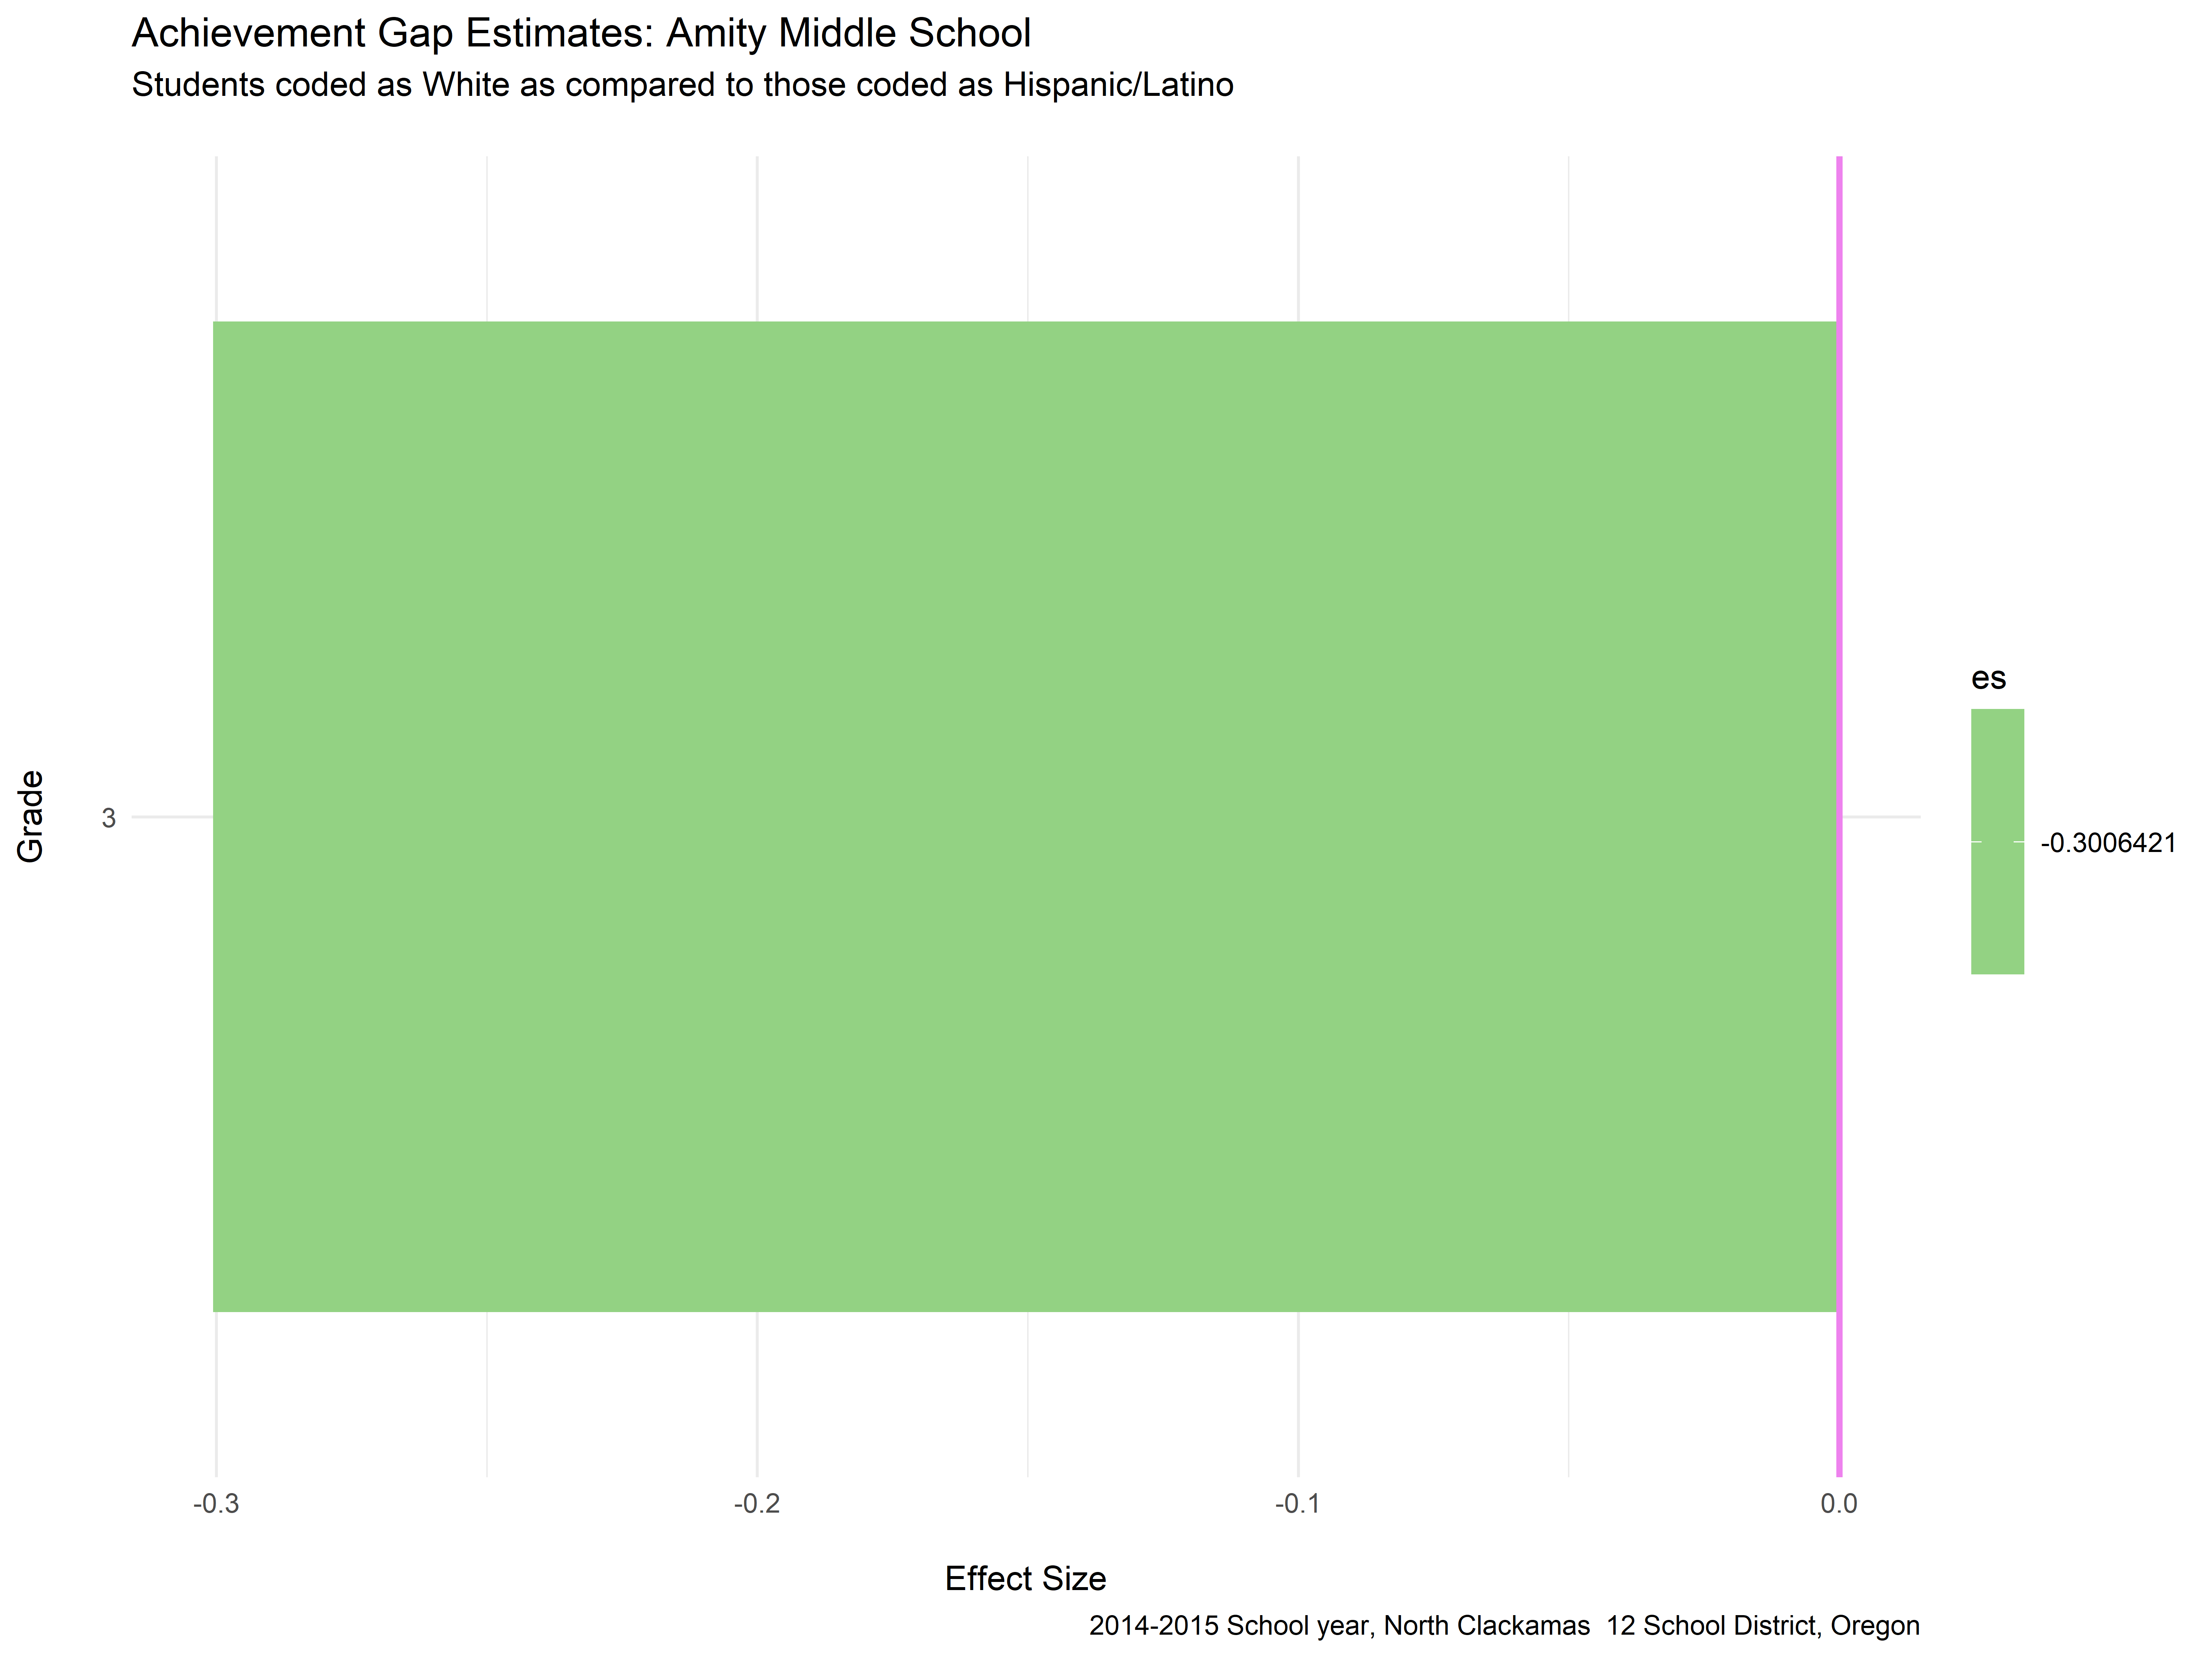 Achievement Gap Estimates: Amity Middle School
Students coded as White as compared to those coded as Hispanic/Latino
Grade
3
-0.3
-0.2
-0.1
0.0
Effect Size
es
-0.3006421
2014-2015 School year, North Clackamas  12 School District, Oregon